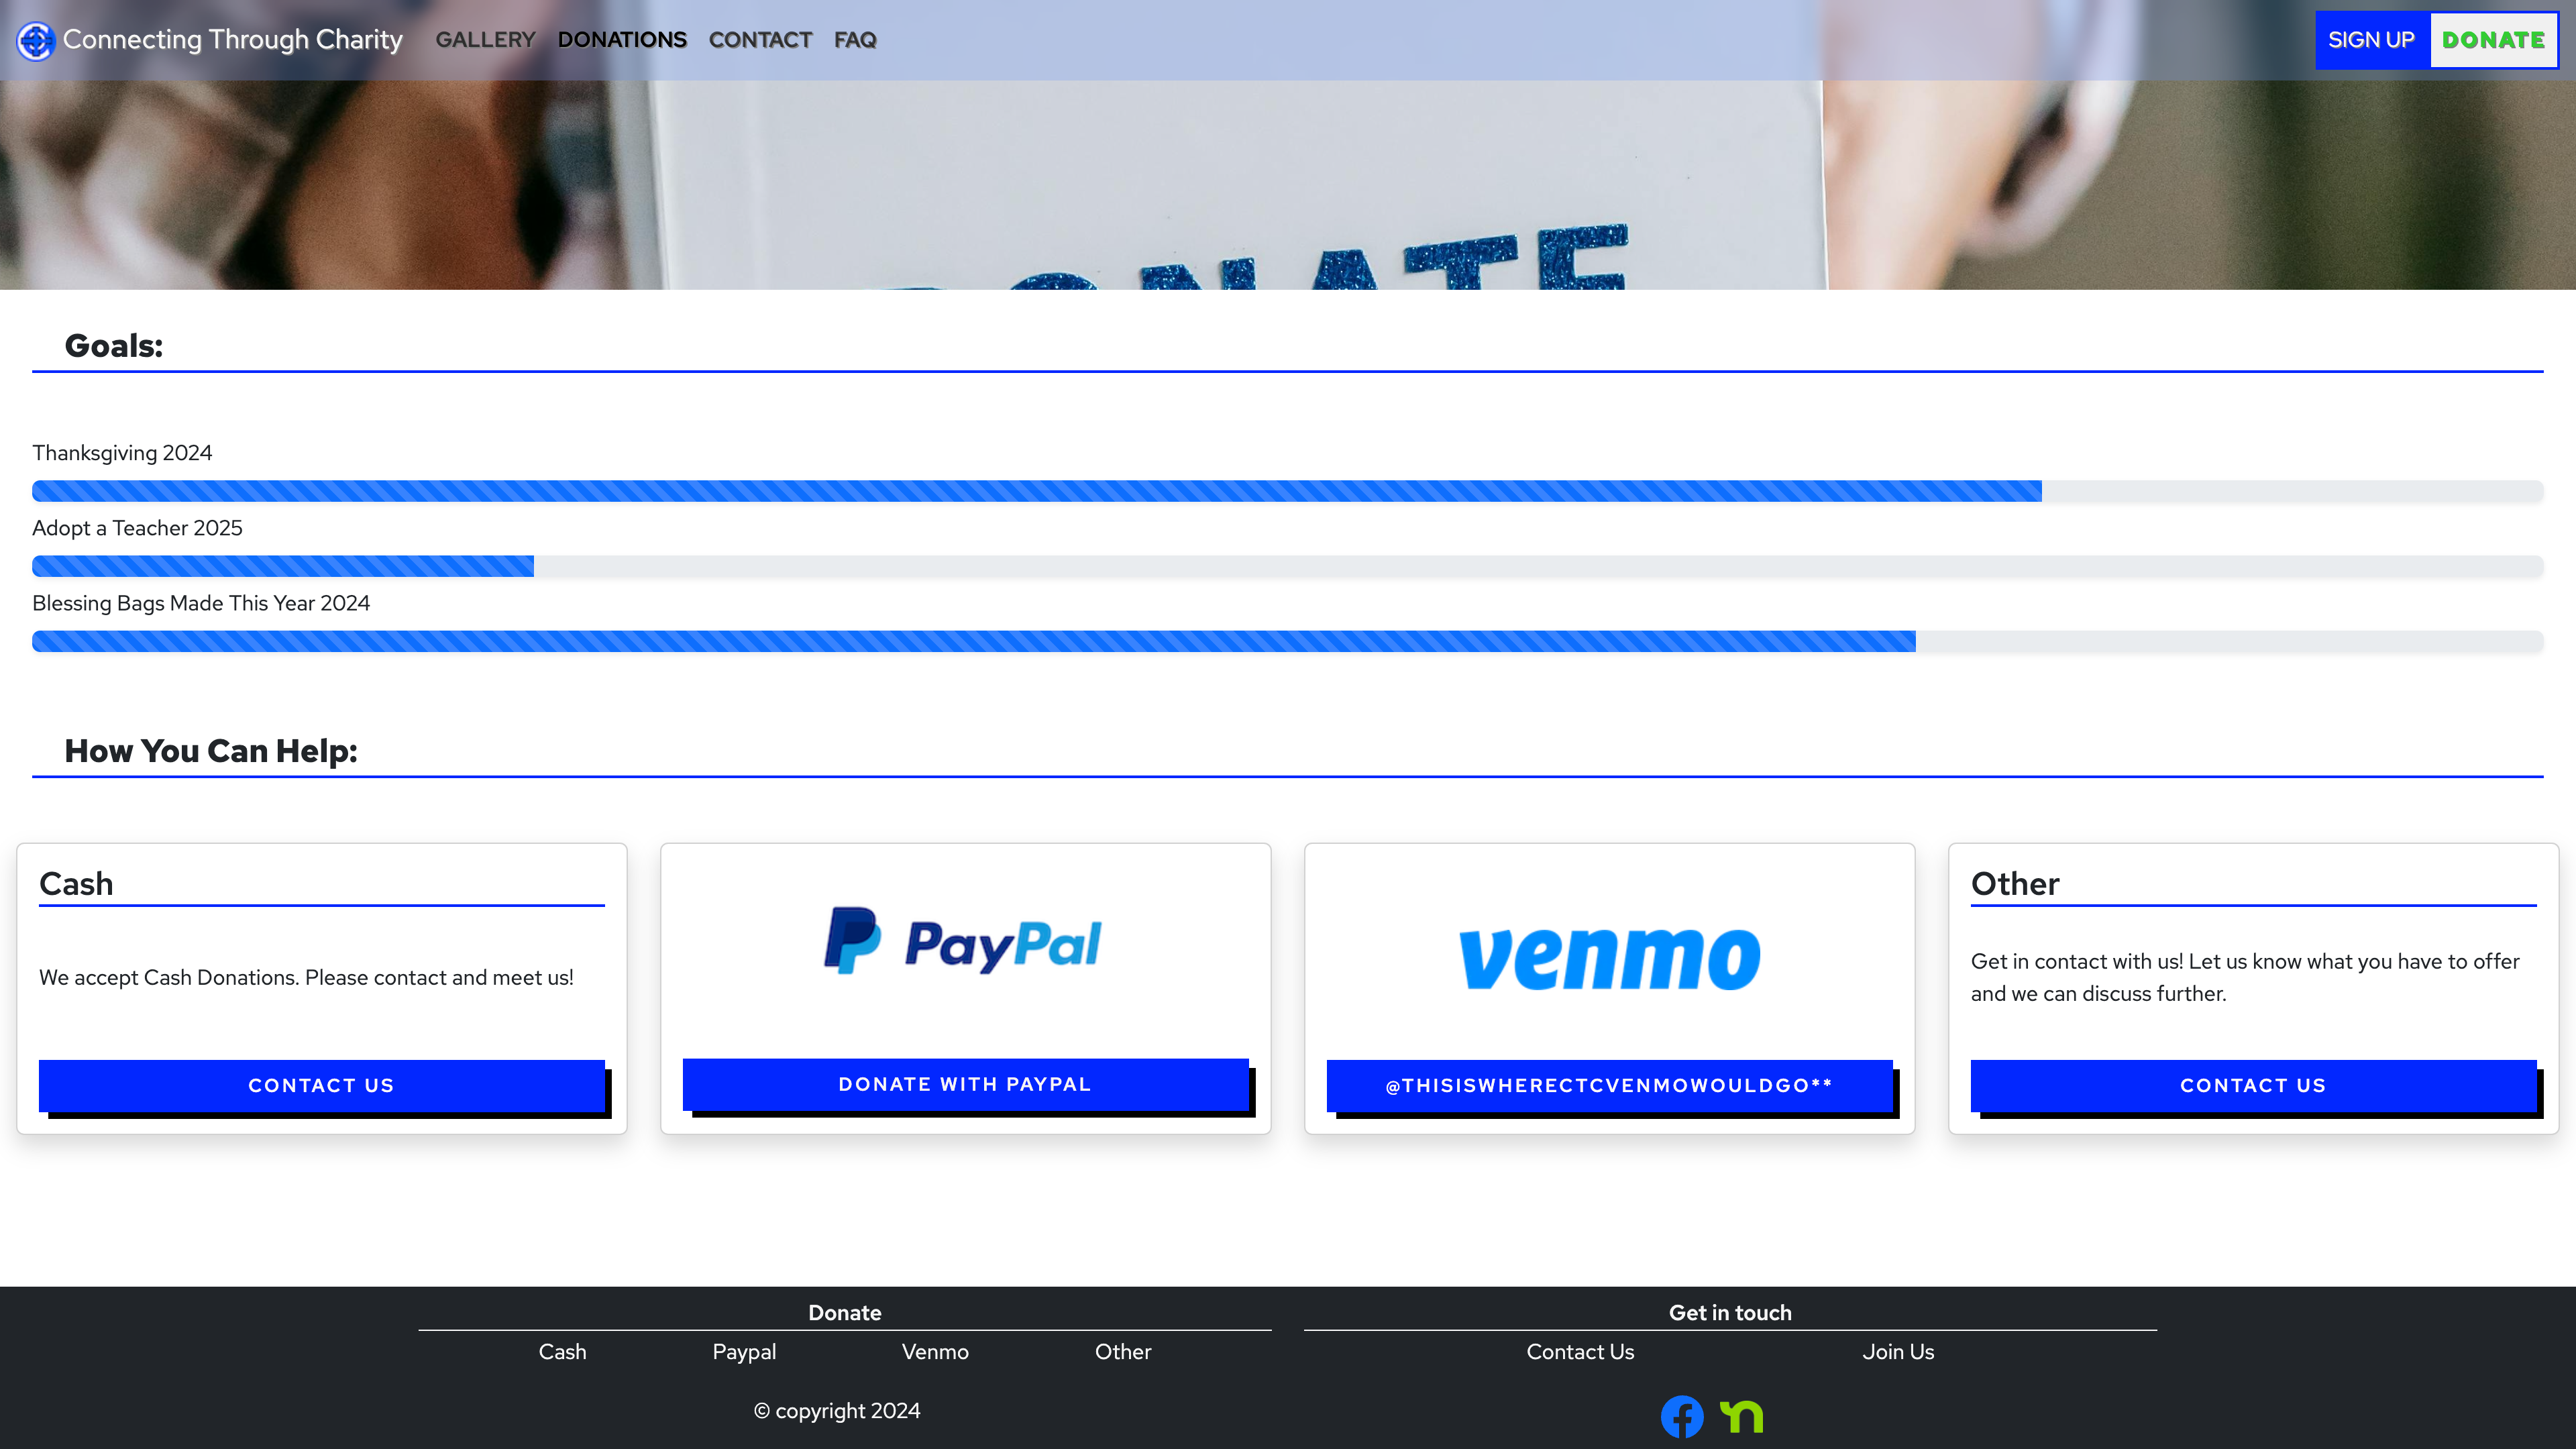 Connecting Through Charity GALLERY DONATIONS CONTACT FAQ SIGN UP DONATE
DONATE
Goals:
Thanksgiving 2024
Adopt a Teacher 2025
Blessing Bags Made This Year 2024
How You Can Help:
Cash
We accept Cash Donations. Please contact and meet us!
CONTACT US
PayPal
DONATE WITH PAYPAL
venmo
@THISISWHERECTCVENMOWOULDGO**
Other
Get in contact with us! Let us know what you have to offer
and we can discuss further.
CONTACT US
Donate
Cash Paypal Venmo Other
© copyright 2024
Get in touch
Contact Us Join Us